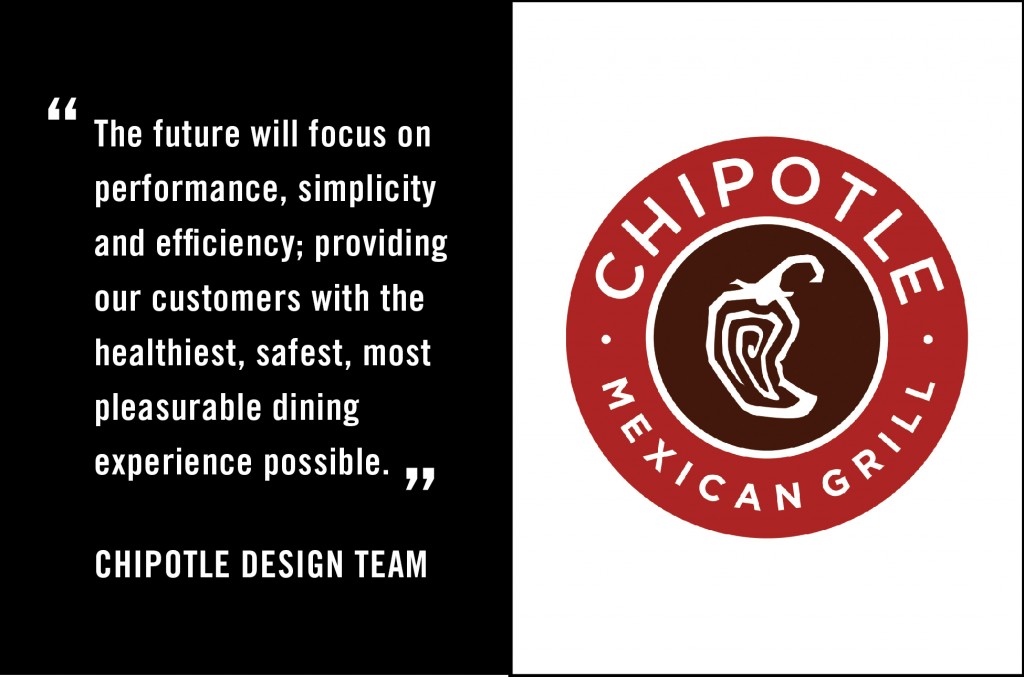 “ The future will focus on
performance, simplicity
and efficiency; providing
our customers with the
healthiest, safest, most
pleasurable dining
experience possible. ”
CHIPOTLE DESIGN TEAM
CHIPOTLE
· MEXICAN GRILL ·